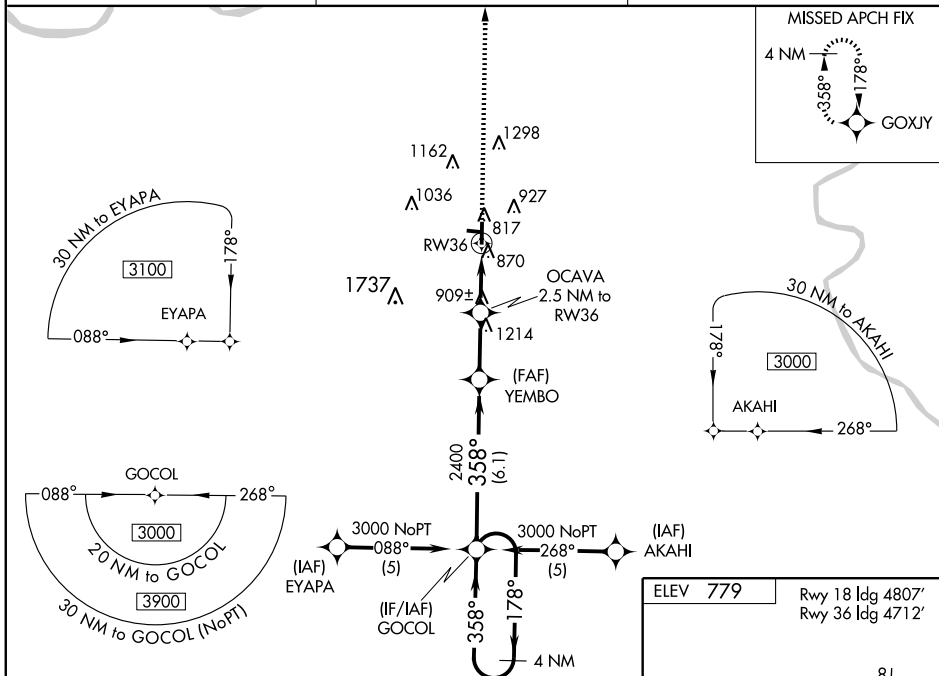 MISSED APCH FIX
4 NM
358°
178°
GOXJY
1298
1162
1036
927
817
RW36
870
1737
909±
OCAVA
2.5 NM to
RW36
1214
(FAF)
YEMBO
30 NM to EYAPA
178°
3100
EYAPA
088°
30 NM to AKAHI
178°
3000
AKAHI
268°
2400
358°
(6.1)
GOCOL
088°
268°
3000
20 NM to GOCOL
3900
30 NM to GOCOL (NoPT)
3000 NoPT
088°
(5)
(IAF)
EYAPA
3000 NoPT
268°
(5)
(IAF)
AKAHI
(IF/IAF)
GOCOL
358°
178°
4 NM
ELEV 779
Rwy 18 ldg 4807'
Rwy 36 ldg 4712'